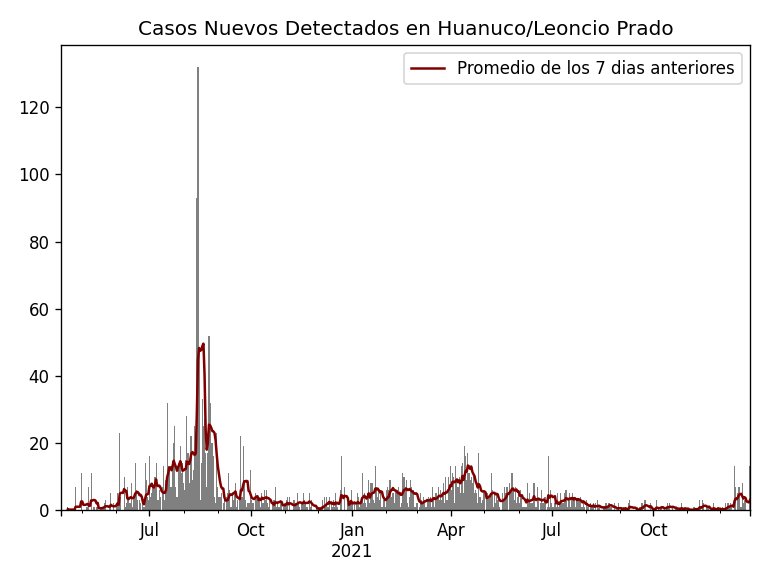 Casos Nuevos Detectados en Huanuco/Leoncio Prado
Promedio de los 7 dias anteriores
120
100
80
60
40
20
0
Jul Oct Jan Apr Jul Oct
2021